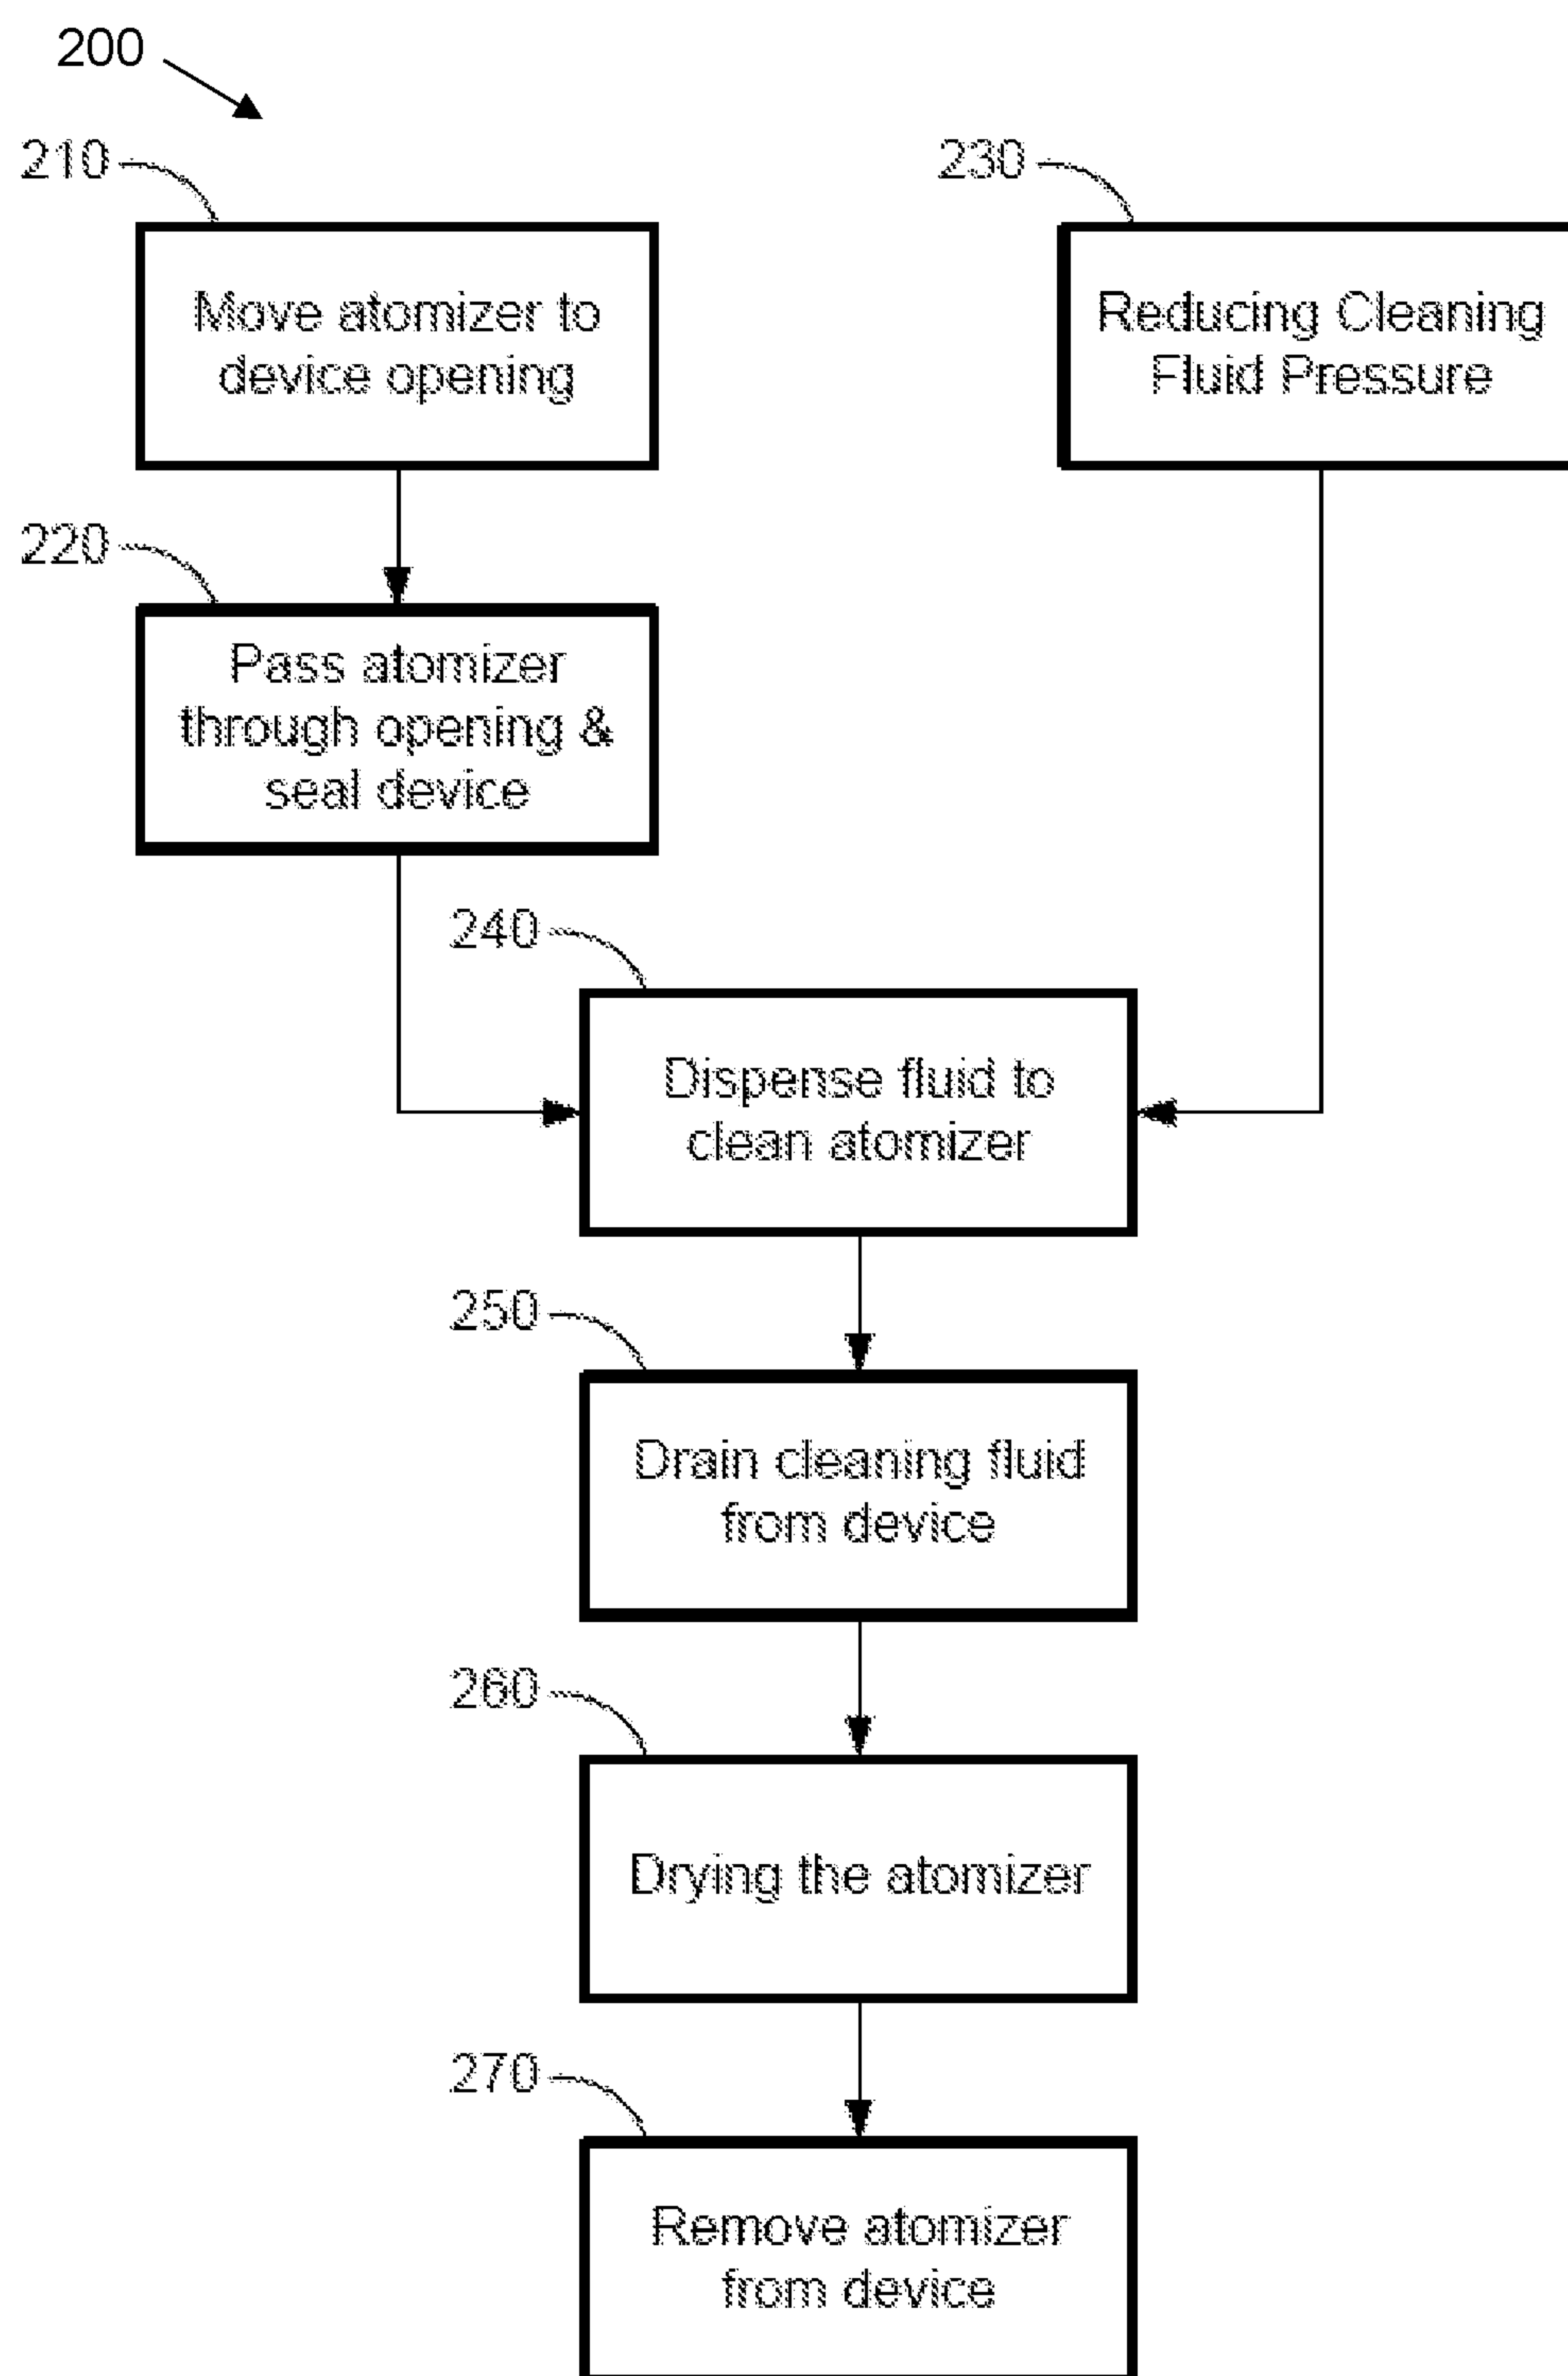 200
210
Move atomizer to
device opening
230
Reducing Cleaning
Fluid Pressure
220
Pass atomizer
through opening &
seal device
240
Dispense fluid to
clean atomizer
250
Drain cleaning fluid
from device
260
Drying the atomizer
270
Remove atomizer
from device